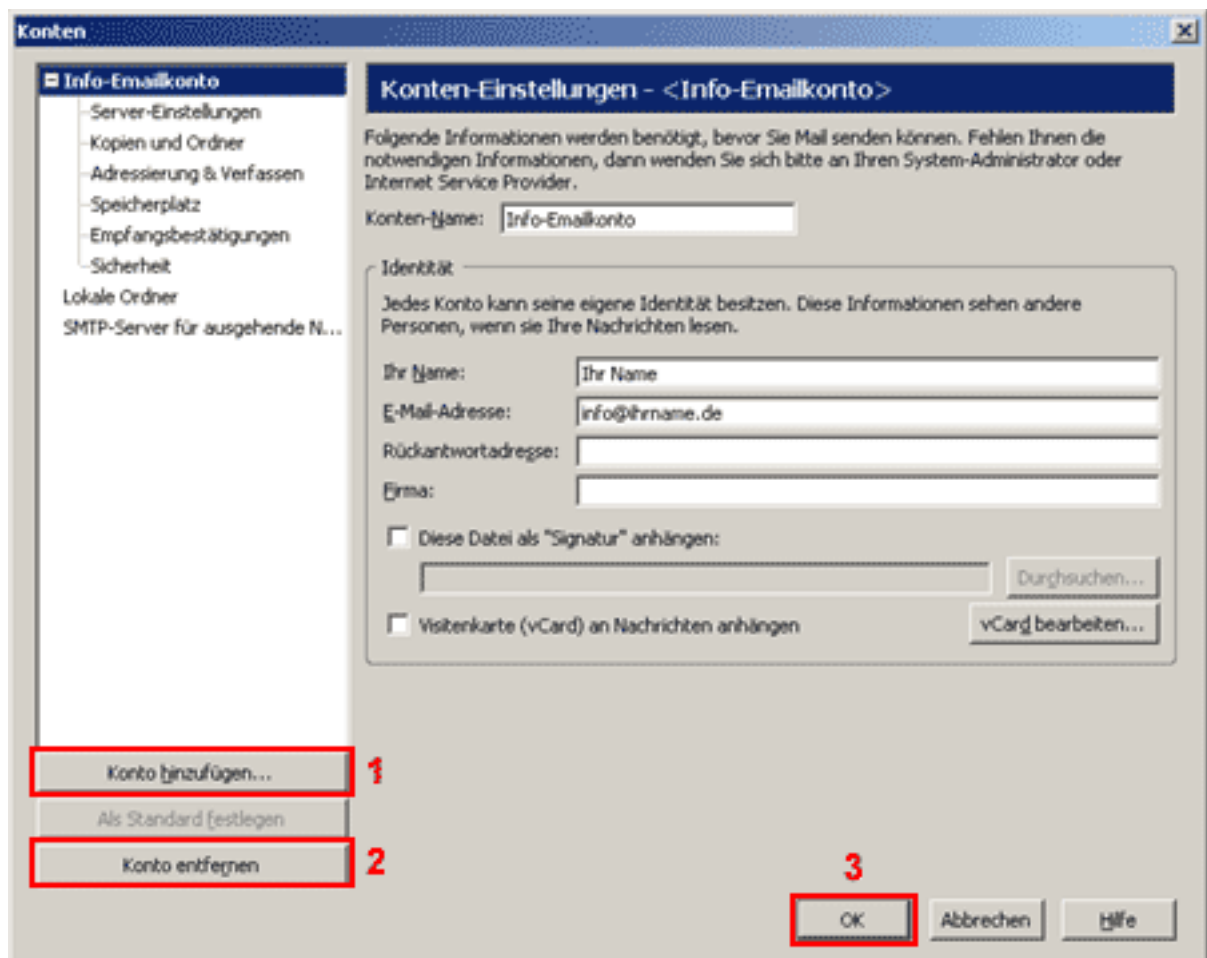 Konten
Info-Emailkonto
Server-Einstellungen
Kopien und Ordner
Adressierung & Verfassen
Speicherplatz
Empfangsbestätigungen
Sicherheit
Lokale Ordner
SMTP-Server für ausgehende N...
Konto hinzufügen...
1
Als Standard festlegen
Konto entfernen
2
Konten-Einstellungen - <Info-Emailkonto>
Folgende Informationen werden benötigt, bevor Sie Mail senden können. Fehlen Ihnen die
notwendigen Informationen, dann wenden Sie sich bitte an Ihren System-Administrator oder
Internet Service Provider.
Konten-Name: Info-Emailkonto
Identität
Jedes Konto kann seine eigene Identität besitzen. Diese Informationen sehen andere
Personen, wenn sie Ihre Nachrichten lesen.
Ihr Name: Ihr Name
E-Mail-Adresse: info@ihrname.de
Rückantwortadresse:
Firma:
Diese Datei als "Signatur" anhängen:
Durchsuchen...
Visitenkarte (vCard) an Nachrichten anhängen vCard bearbeiten...
3
OK Abbrechen Hilfe